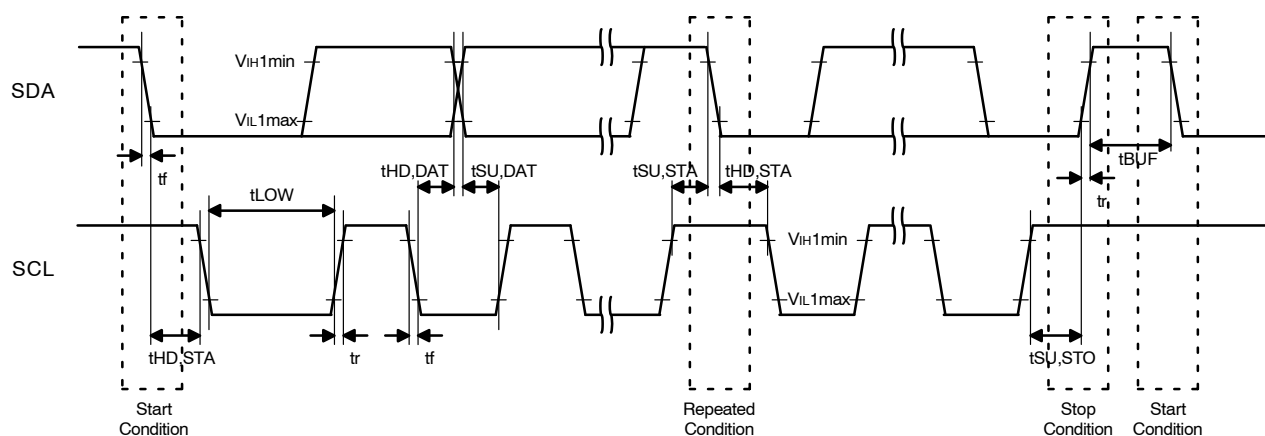 SDA
VIH1min
VIL1max
tf
tHD,DAT
tSU,DAT
tSU,STA
tHD,STA
tBUF
tr
tLOW
SCL
VIH1min
VIL1max
tHD,STA
tr
tf
tSU,STO
Start
Condition
Repeated
Condition
Stop
Condition
Start
Condition